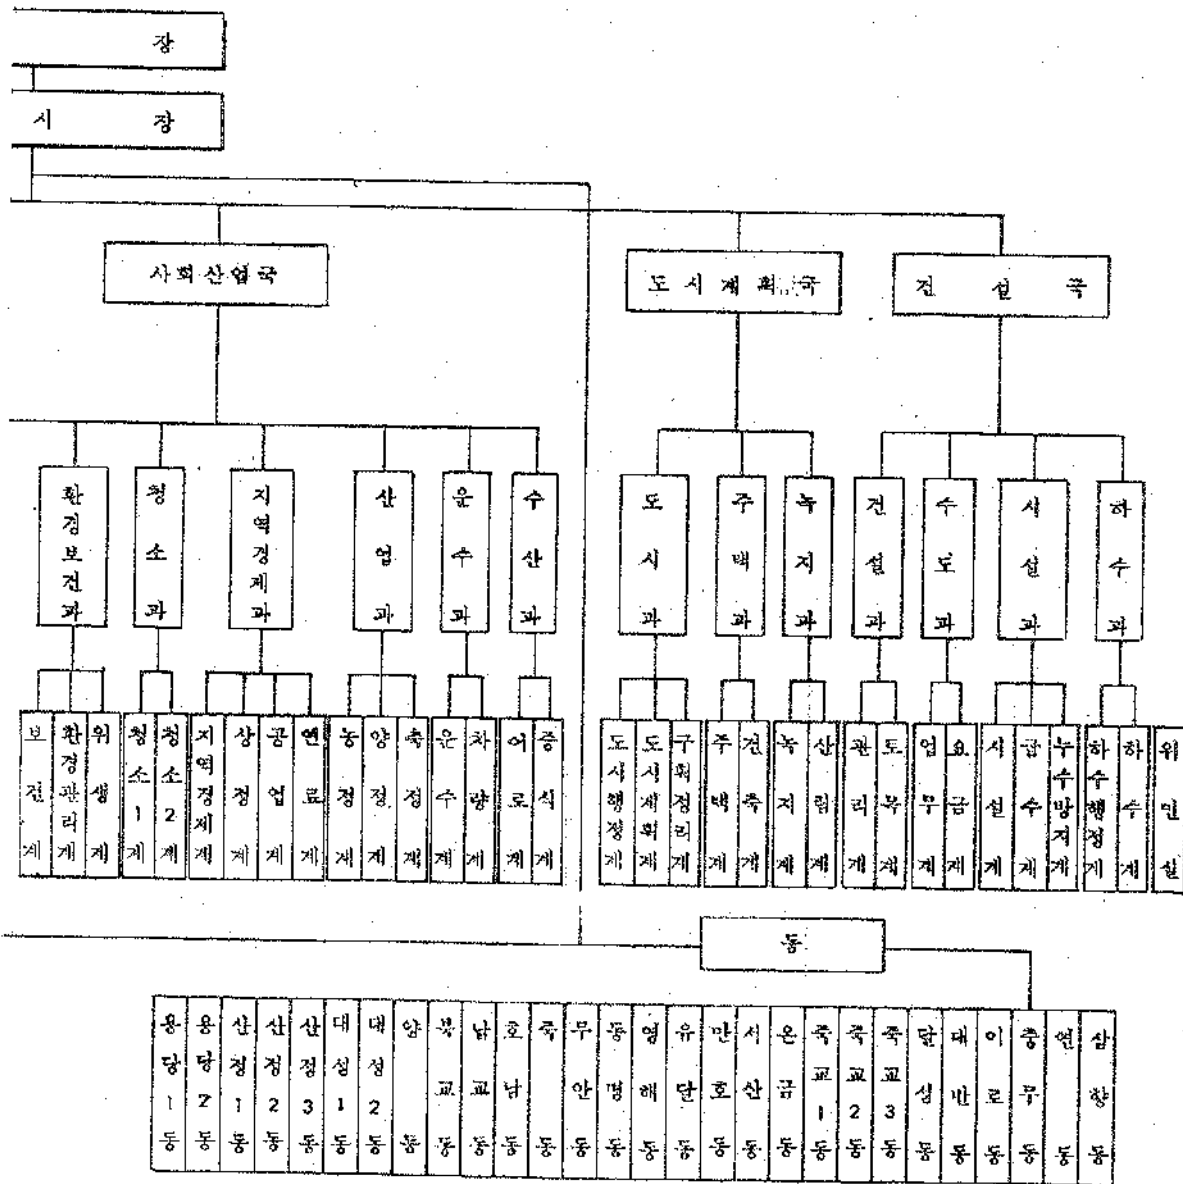 장
시 장
사회산업국
도시계획국
건설국
환경보건과
청소과
지역경제과
산업과
운수과
수산과
도시과
주택과
녹지과
건설과
수도과
시설과
하수과
보건계
환경관리계
위생계
청소1계
청소2계
지역경제계
상정계
공업계
연료계
농정계
양정계
축정계
운수계
차량계
어로계
증식계
도시행정계
도시계획계
구획정리계
주택계
건축계
녹지계
산림계
관리계
토목계
업무계
요금계
시설계
급수계
누수방지계
하수행정계
하수계
위민실
동
용당1동
용당2동
산정1동
산정2동
산정3동
대성1동
대성2동
양동
북교동
남교동
호남동
죽동
무안동
동명동
영해동
유단동
만호동
서산동
온금동
죽교1동
죽교2동
죽교3동
달성동
대반동
이로동
충무동
연동
삼향동